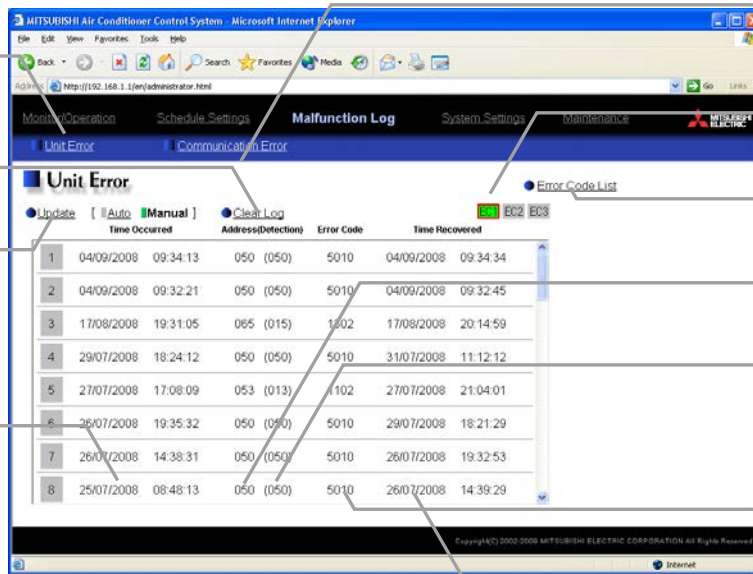 MITSUBISHI Air Conditioner Control System - Microsoft Internet Explorer
File Edit View Favorites Tools Help
Back Search Favorites Media
Address http://192.168.1.1/en/administrator.html Go Links
Monitor/Operation Schedule Settings Malfunction Log System Settings Maintenance MITSUBISHI ELECTRIC
Unit Error Communication Error
Unit Error
Error Code List
Update [ Auto Manual ] Clear Log EC1 EC2 EC3
Time Occurred Address(Detection) Error Code Time Recovered
1 04/09/2008 09:34:13 050 (050) 5010 04/09/2008 09:34:34
2 04/09/2008 09:32:21 050 (050) 5010 04/09/2008 09:32:45
3 17/08/2008 19:31:05 065 (015) 1302 17/08/2008 20:14:59
4 29/07/2008 18:24:12 050 (050) 5010 31/07/2008 11:12:12
5 27/07/2008 17:08:09 053 (013) 1102 27/07/2008 21:04:01
6 26/07/2008 19:35:32 050 (050) 5010 29/07/2008 18:21:29
7 26/07/2008 14:38:31 050 (050) 5010 26/07/2008 19:32:53
8 25/07/2008 08:48:13 050 (050) 5010 26/07/2008 14:39:29
Copyright(C) 2002-2008 MITSUBISHI ELECTRIC CORPORATION All Rights Reserved
Internet